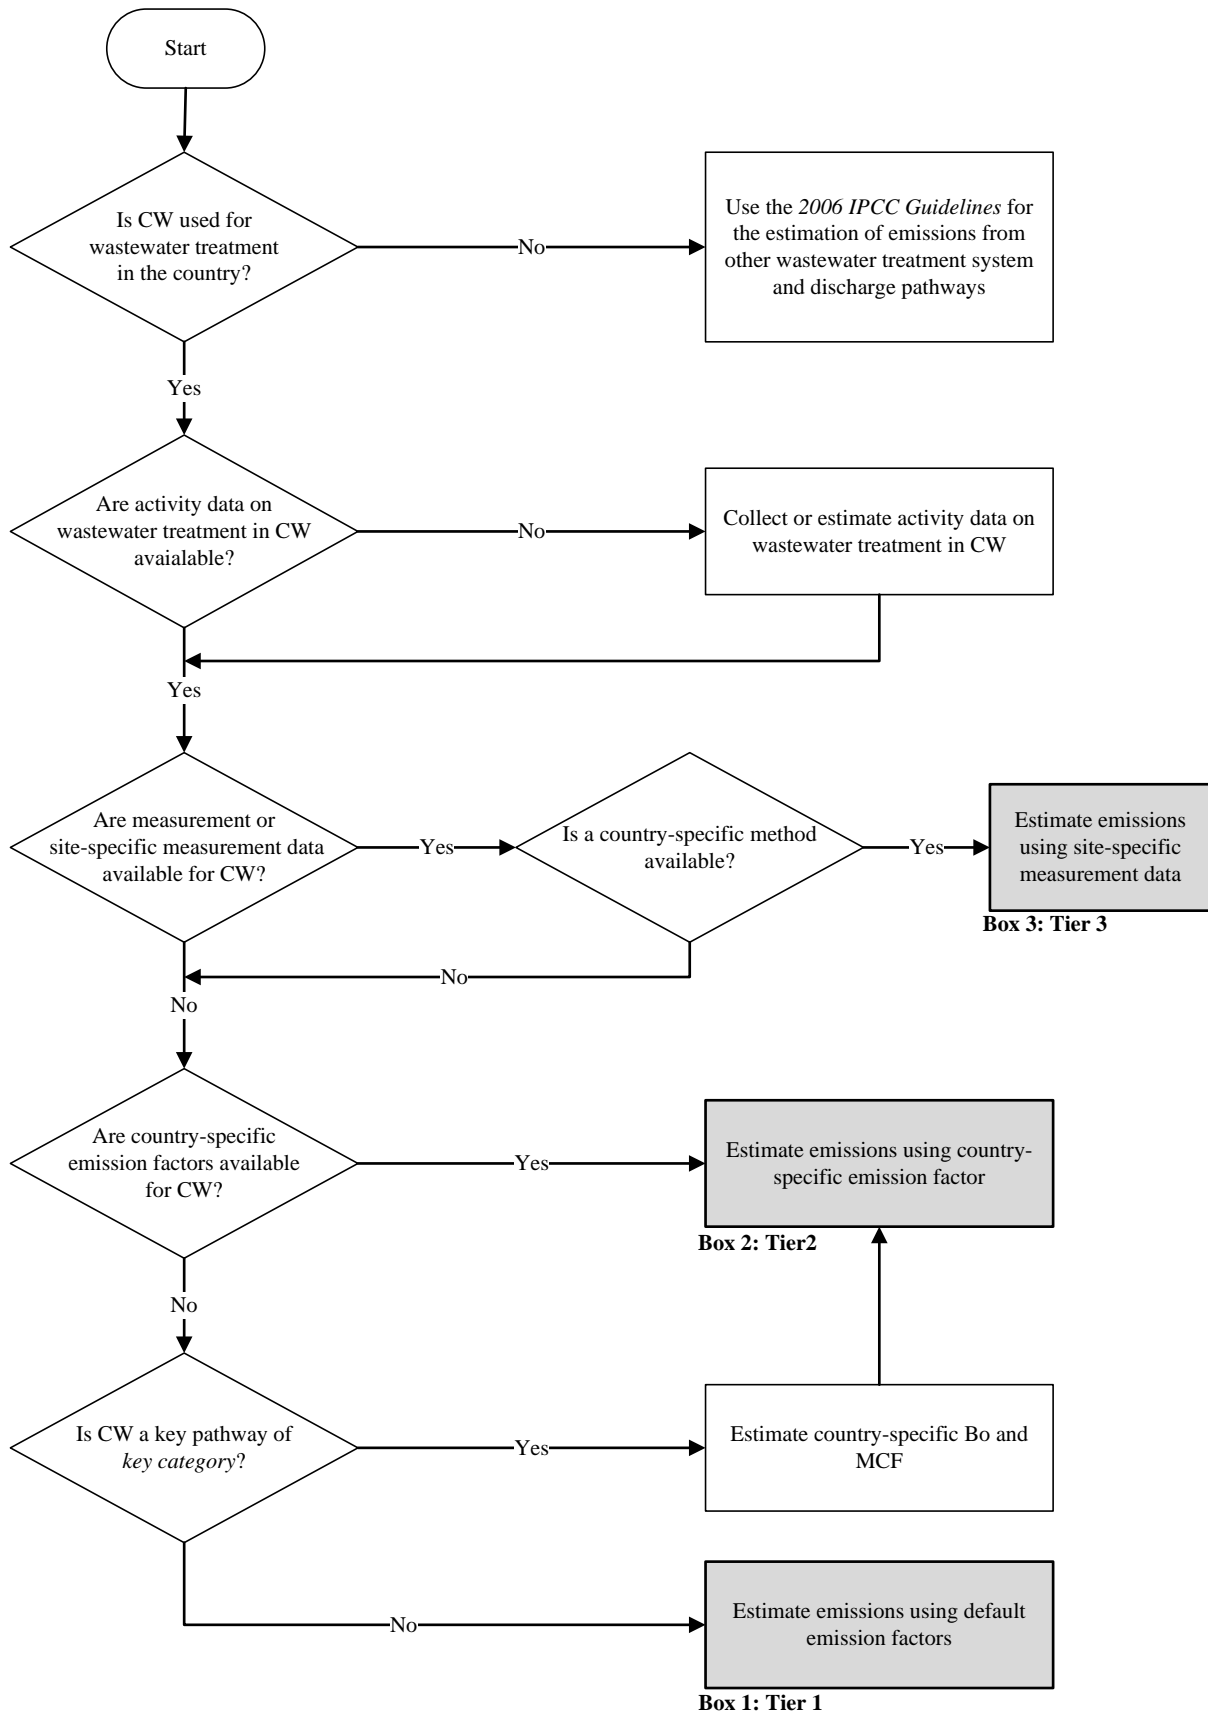 Start
Is CW used for
wastewater treatment
in the country?
No
Use the 2006 IPCC Guidelines for
the estimation of emissions from
other wastewater treatment system
and discharge pathways
Yes
Are activity data on
wastewater treatment in CW
avaialable?
No
Collect or estimate activity data on
wastewater treatment in CW
Yes
Are measurement or
site-specific measurement data
available for CW?
Yes
Is a country-specific method
available?
Yes
Estimate emissions
using site-specific
measurement data
Box 3: Tier 3
No
No
Are country-specific
emission factors available
for CW?
Yes
Estimate emissions using country-
specific emission factor
Box 2: Tier2
No
Is CW a key pathway of
key category?
Yes
Estimate country-specific Bo and
MCF
No
Estimate emissions using default
emission factors
Box 1: Tier 1